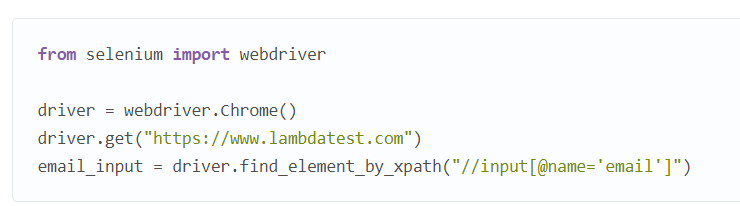 from selenium import webdriver
driver = webdriver.Chrome()
driver.get("https://www.lambdatest.com")
email_input = driver.find_element_by_xpath("//input[@name='email']")